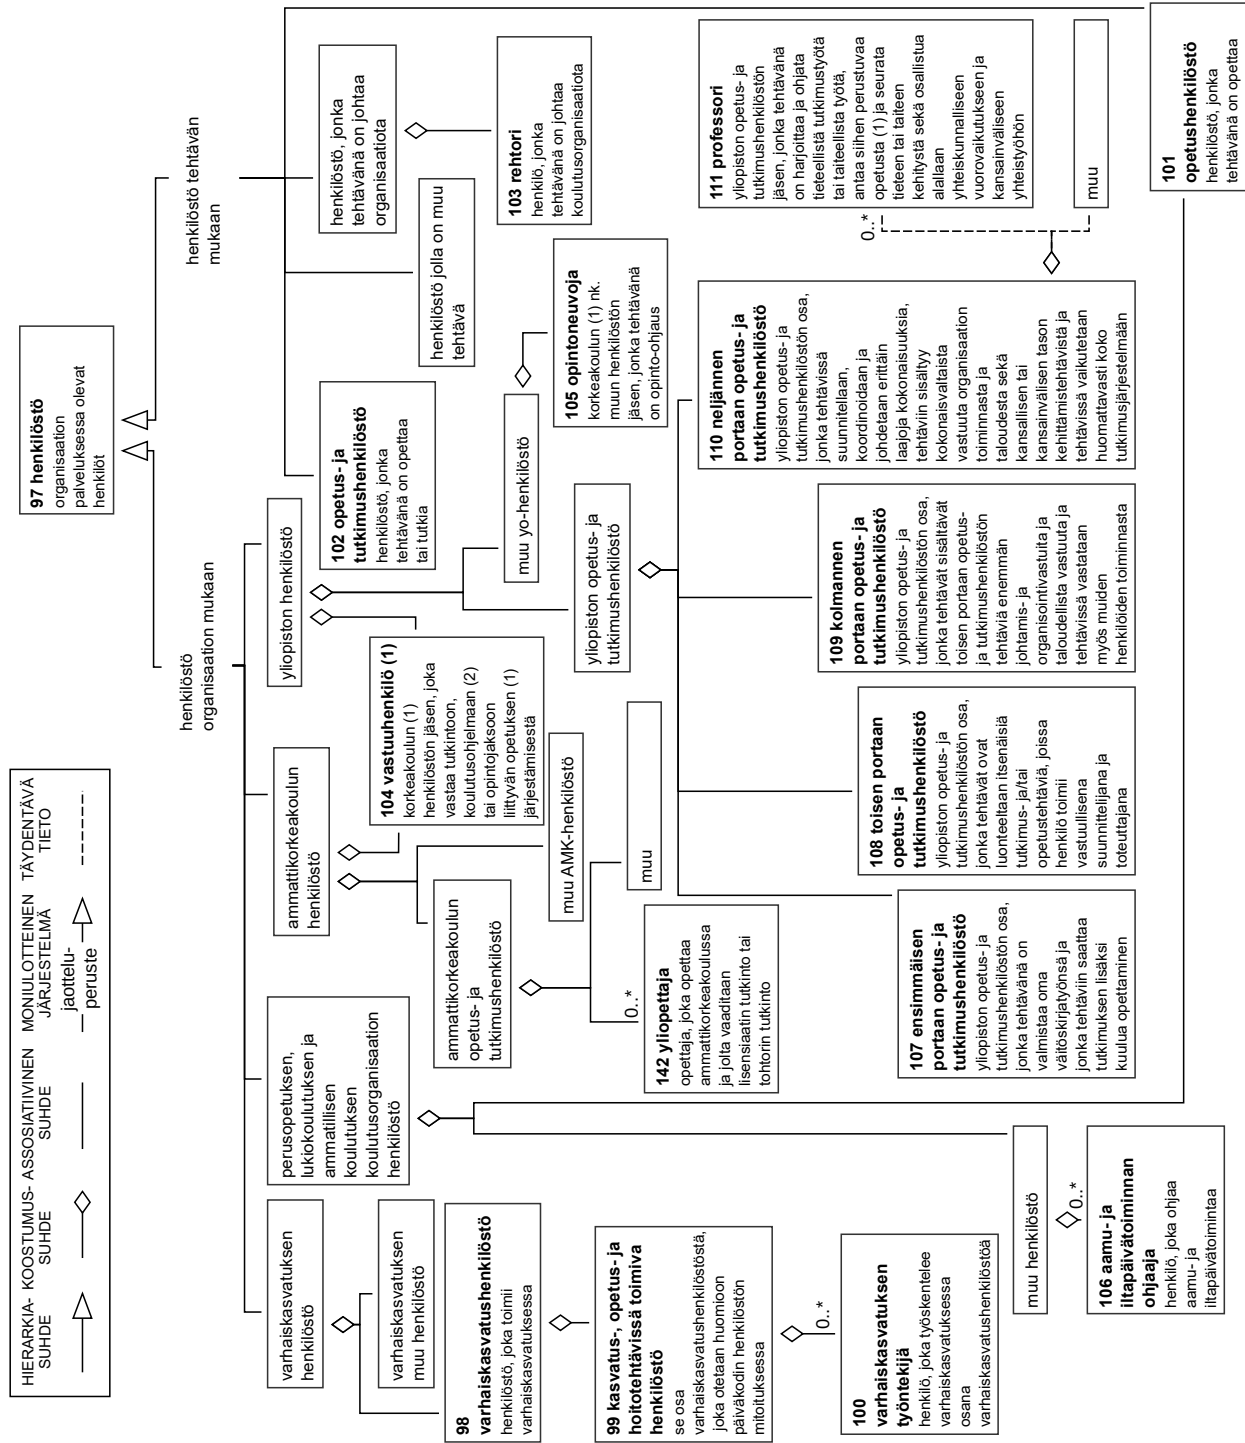 HIERARKIA-
SUHDE
KOOSTUMUS-
SUHDE
ASSOSIATIIVINEN
SUHDE
MONIULOTTEINEN
JÄRJESTELMÄ
jaottelu-
peruste
TÄYDENTÄVÄ
TIETO
97 henkilöstö
organisaation
palveluksessa olevat
henkilöt
henkilöstö
organisaation mukaan
henkilöstö tehtävän
mukaan
varhaiskasvatuksen
henkilöstö
perusopetuksen,
lukiokoulutuksen ja
ammatillisen
koulutuksen
koulutusorganisaation
henkilöstö
ammattikorkeakoulun
henkilöstö
yliopiston henkilöstö
102 opetus- ja
tutkimushenkilöstö
henkilöstö, jonka
tehtävänä on opettaa
tai tutkia
henkilöstö jolla on muu
tehtävä
henkilöstö, jonka
tehtävänä on johtaa
organisaatiota
varhaiskasvatuksen
muu henkilöstö
104 vastuuhenkilö (1)
korkeakoulun (1)
henkilöstön jäsen, joka
vastaa tutkintoon,
koulutusohjelmaan (2)
tai opintojaksoon
liittyvän opetuksen (1)
järjestämisestä
103 rehtori
henkilö, jonka
tehtävänä on johtaa
koulutusorganisaatiota
98
varhaiskasvatushenkilöstö
henkilöstö, joka toimii
varhaiskasvatuksessa
ammattikorkeakoulun
opetus- ja
tutkimushenkilöstö
muu AMK-henkilöstö
yliopiston opetus- ja
tutkimushenkilöstö
muu yo-henkilöstö
105 opintoneuvoja
korkeakoulun (1) nk.
muun henkilöstön
jäsen, jonka tehtävänä
on opinto-ohjaus
99 kasvatus-, opetus- ja
hoitotehtävissä toimiva
henkilöstö
se osa
varhaiskasvatushenkilöstöstä,
joka otetaan huomioon
päiväkodin henkilöstön
mitoituksessa
0..*
142 yliopettaja
opettaja, joka opettaa
ammattikorkeakoulussa
ja jolta vaaditaan
lisensiaatin tutkinto tai
tohtorin tutkinto
muu
0..*
100
varhaiskasvatuksen
työntekijä
henkilö, joka työskentelee
varhaiskasvatuksessa
osana
varhaiskasvatushenkilöstöä
107 ensimmäisen
portaan opetus- ja
tutkimushenkilöstö
yliopiston opetus- ja
tutkimushenkilöstön osa,
jonka tehtävänä on
valmistaa oma
väitöskirjatyönsä ja
jonka tehtäviin saattaa
tutkimuksen lisäksi
kuulua opettaminen
108 toisen portaan
opetus- ja
tutkimushenkilöstö
yliopiston opetus- ja
tutkimushenkilöstön osa,
jonka tehtävät ovat
luonteeltaan itsenäisiä
tutkimus- ja/tai
opetustehtäviä, joissa
henkilö toimii
vastuullisena
suunnittelijana ja
toteuttajana
109 kolmannen
portaan opetus- ja
tutkimushenkilöstö
yliopiston opetus- ja
tutkimushenkilöstön osa,
jonka tehtävät sisältävät
toisen portaan opetus-
ja tutkimushenkilöstön
tehtäviä enemmän
johtamis- ja
organisointivastuita ja
taloudellista vastuuta ja
tehtävissä vastataan
myös muiden
henkilöiden toiminnasta
110 neljännen
portaan opetus- ja
tutkimushenkilöstö
yliopiston opetus- ja
tutkimushenkilöstön osa,
jonka tehtävissä
suunnitellaan,
koordinoidaan ja
johdetaan erittäin
laajoja kokonaisuuksia,
tehtäviin sisältyy
kokonaisvaltaista
vastuuta organisaation
toiminnasta ja
taloudesta sekä
kansallisen tai
kansainvälisen tason
kehittämistehtävistä ja
tehtävissä vaikutetaan
huomattavasti koko
tutkimusjärjestelmään
0..*
111 professori
yliopiston opetus- ja
tutkimushenkilöstön
jäsen, jonka tehtävänä
on harjoittaa ja ohjata
tieteellistä tutkimustyötä
tai taiteellista työtä,
antaa siihen perustuvaa
opetusta (1) ja seurata
tieteen tai taiteen
kehitystä sekä osallistua
alallaan
yhteiskunnalliseen
vuorovaikutukseen ja
kansainväliseen
yhteistyöhön
muu
muu henkilöstö
0..*
106 aamu- ja
iltapäivätoiminnan
ohjaaja
henkilö, joka ohjaa
aamu- ja
iltapäivätoimintaa
101
opetushenkilöstö
henkilöstö, jonka
tehtävänä on opettaa